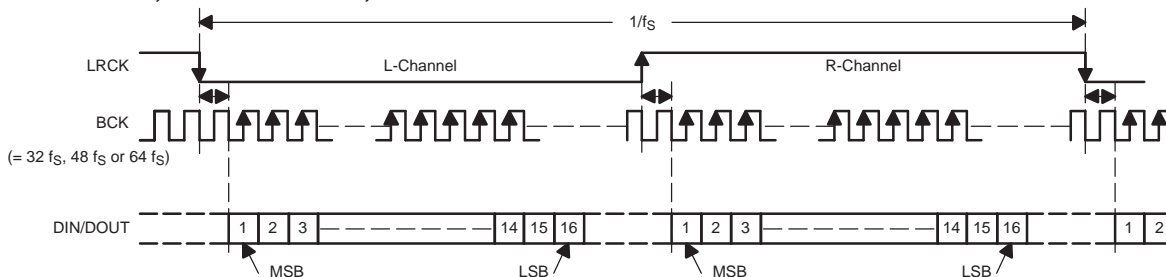 1/fS
LRCK
L-Channel
R-Channel
BCK
(= 32 fS, 48 fS or 64 fS)
DIN/DOUT
1 2 3 14 15 16 1 2 3 14 15 16 1 2
MSB LSB MSB LSB